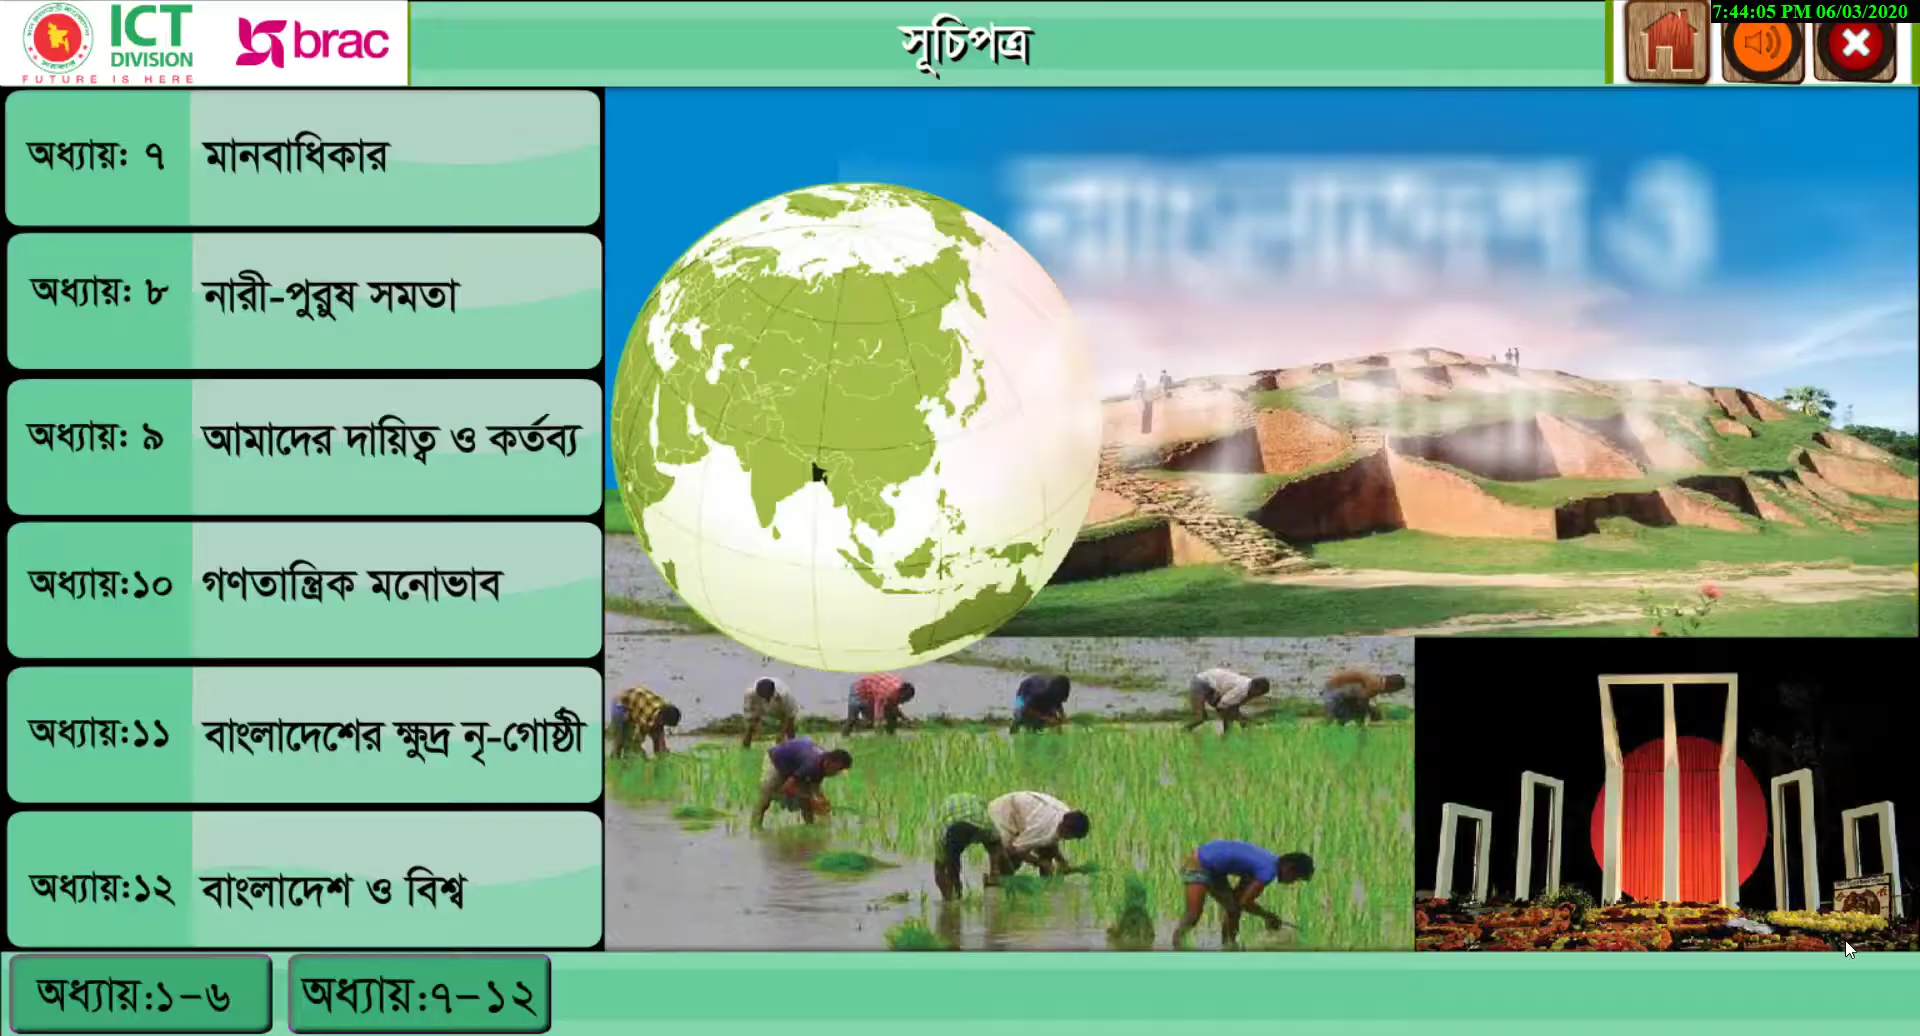 ICT
DIVISION
FUTURE IS HERE
brac
সূচিপত্র
7:44:05 PM 06/03/2020
অধ্যায়: ৭ মানবাধিকার
অধ্যায়: ৮ নারী-পুরুষ সমতা
অধ্যায়: ৯ আমাদের দায়িত্ব ও কর্তব্য
অধ্যায়:১০ গণতান্ত্রিক মনোভাব
অধ্যায়:১১ বাংলাদেশের ক্ষুদ্র নৃ-গোষ্ঠী
অধ্যায়:১২ বাংলাদেশ ও বিশ্ব
বাংলাদেশ ও
অধ্যায়:১-৬
অধ্যায়:৭-১২